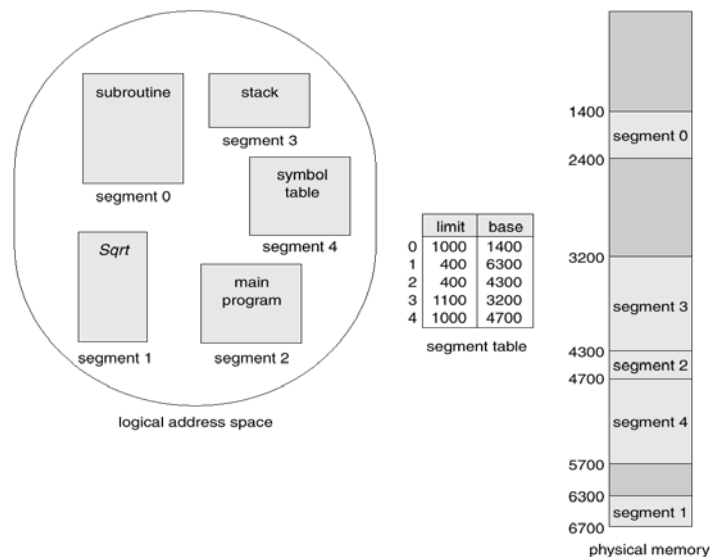 subroutine
segment 0
stack
segment 3
symbol
table
segment 4
Sqrt
segment 1
main
program
segment 2
logical address space
limit base
0 1000 1400
1 400 6300
2 400 4300
3 1100 3200
4 1000 4700
segment table
1400
segment 0
2400
3200
segment 3
4300
segment 2
4700
segment 4
5700
6300
segment 1
6700
physical memory